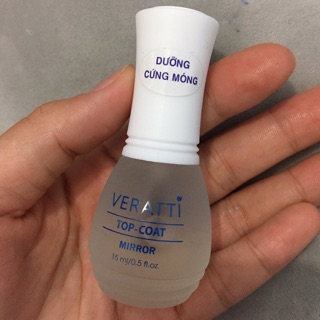 DƯỠNG
CỨNG MÓNG
VERATTI
TOP-COAT
MIRROR
15 ml/0.5 fl.oz.